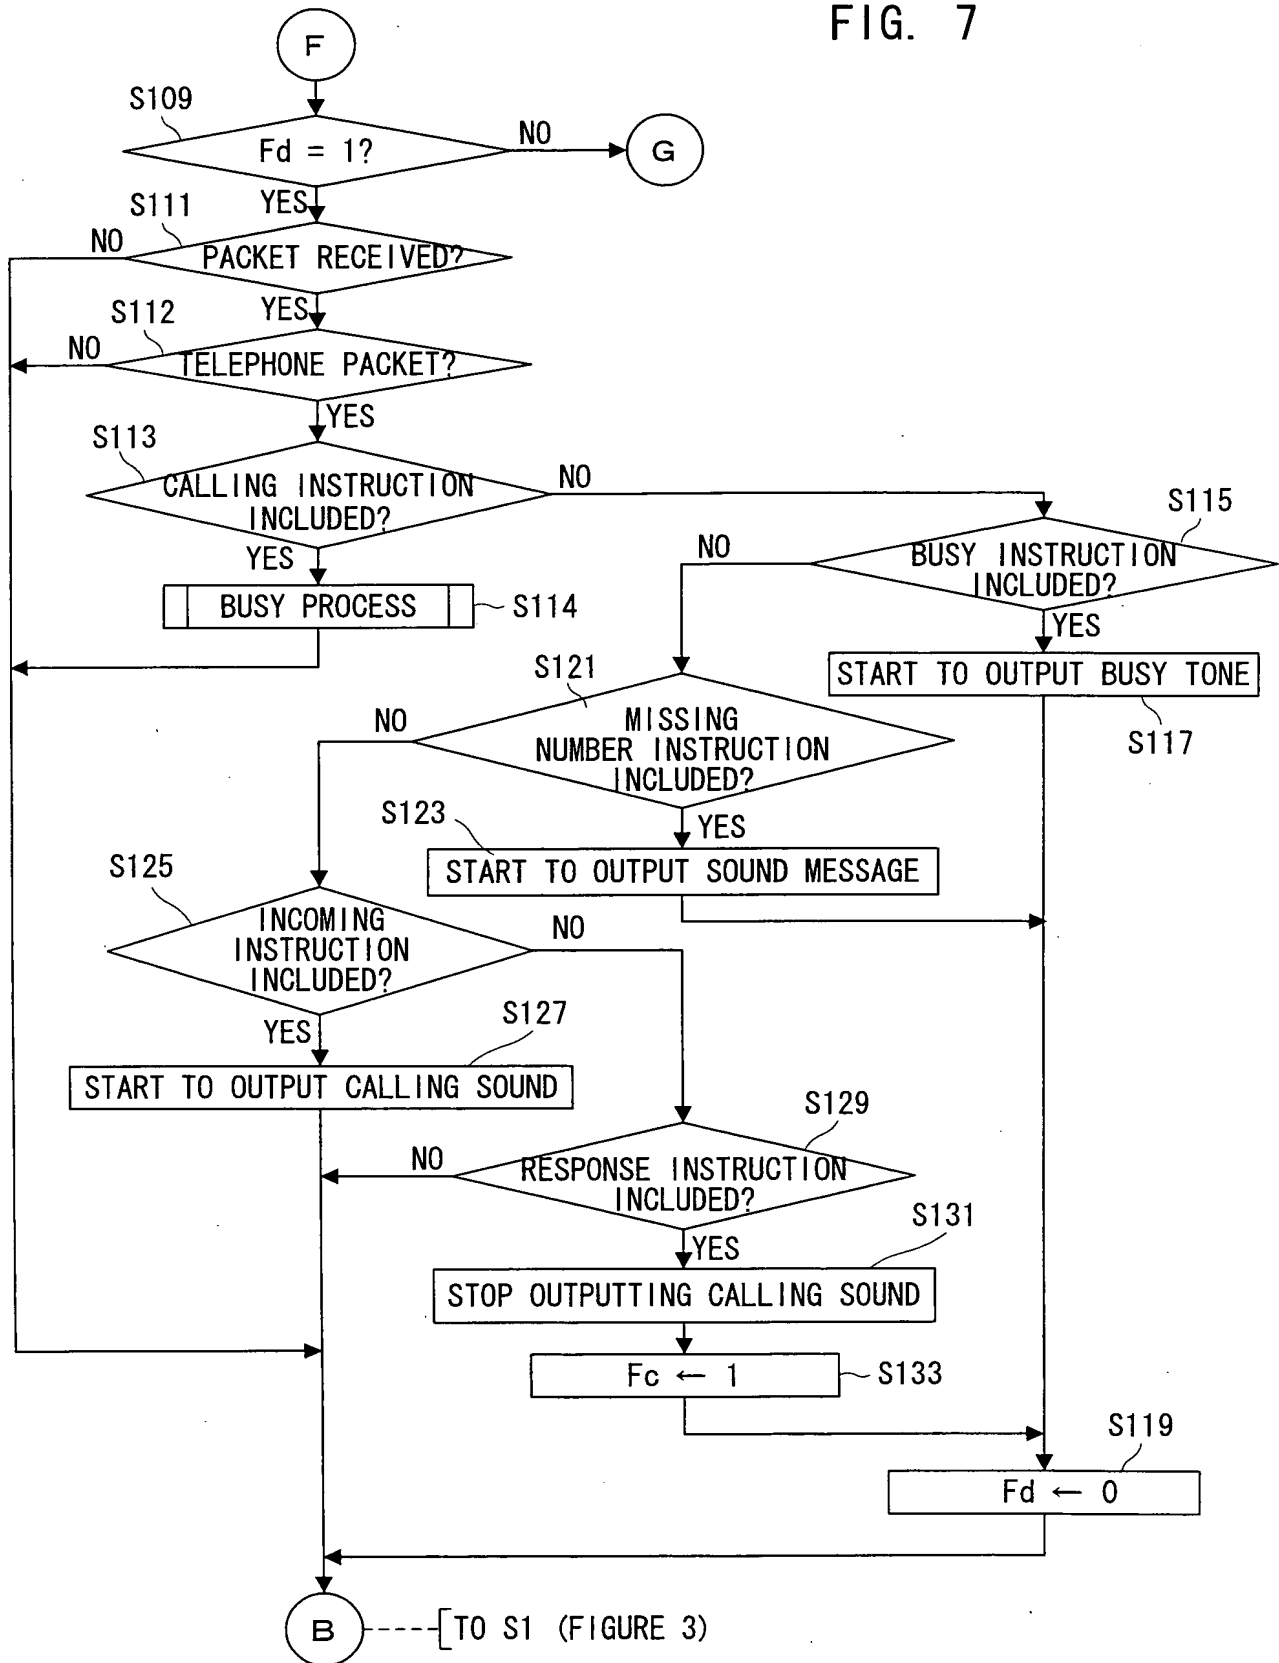 FIG. 7
F
S109
Fd = 1?
NO
G
YES
S111
NO
PACKET RECEIVED?
YES
S112
NO
TELEPHONE PACKET?
YES
S113
CALLING INSTRUCTION
INCLUDED?
NO
YES
BUSY PROCESS
S114
S115
NO
BUSY INSTRUCTION
INCLUDED?
YES
START TO OUTPUT BUSY TONE
S117
S121
NO
MISSING
NUMBER INSTRUCTION
INCLUDED?
YES
S123
START TO OUTPUT SOUND MESSAGE
S125
INCOMING
INSTRUCTION
INCLUDED?
NO
YES
S127
START TO OUTPUT CALLING SOUND
S129
NO
RESPONSE INSTRUCTION
INCLUDED?
YES
S131
STOP OUTPUTTING CALLING SOUND
Fc ← 1
S133
S119
Fd ← 0
B
TO S1 (FIGURE 3)